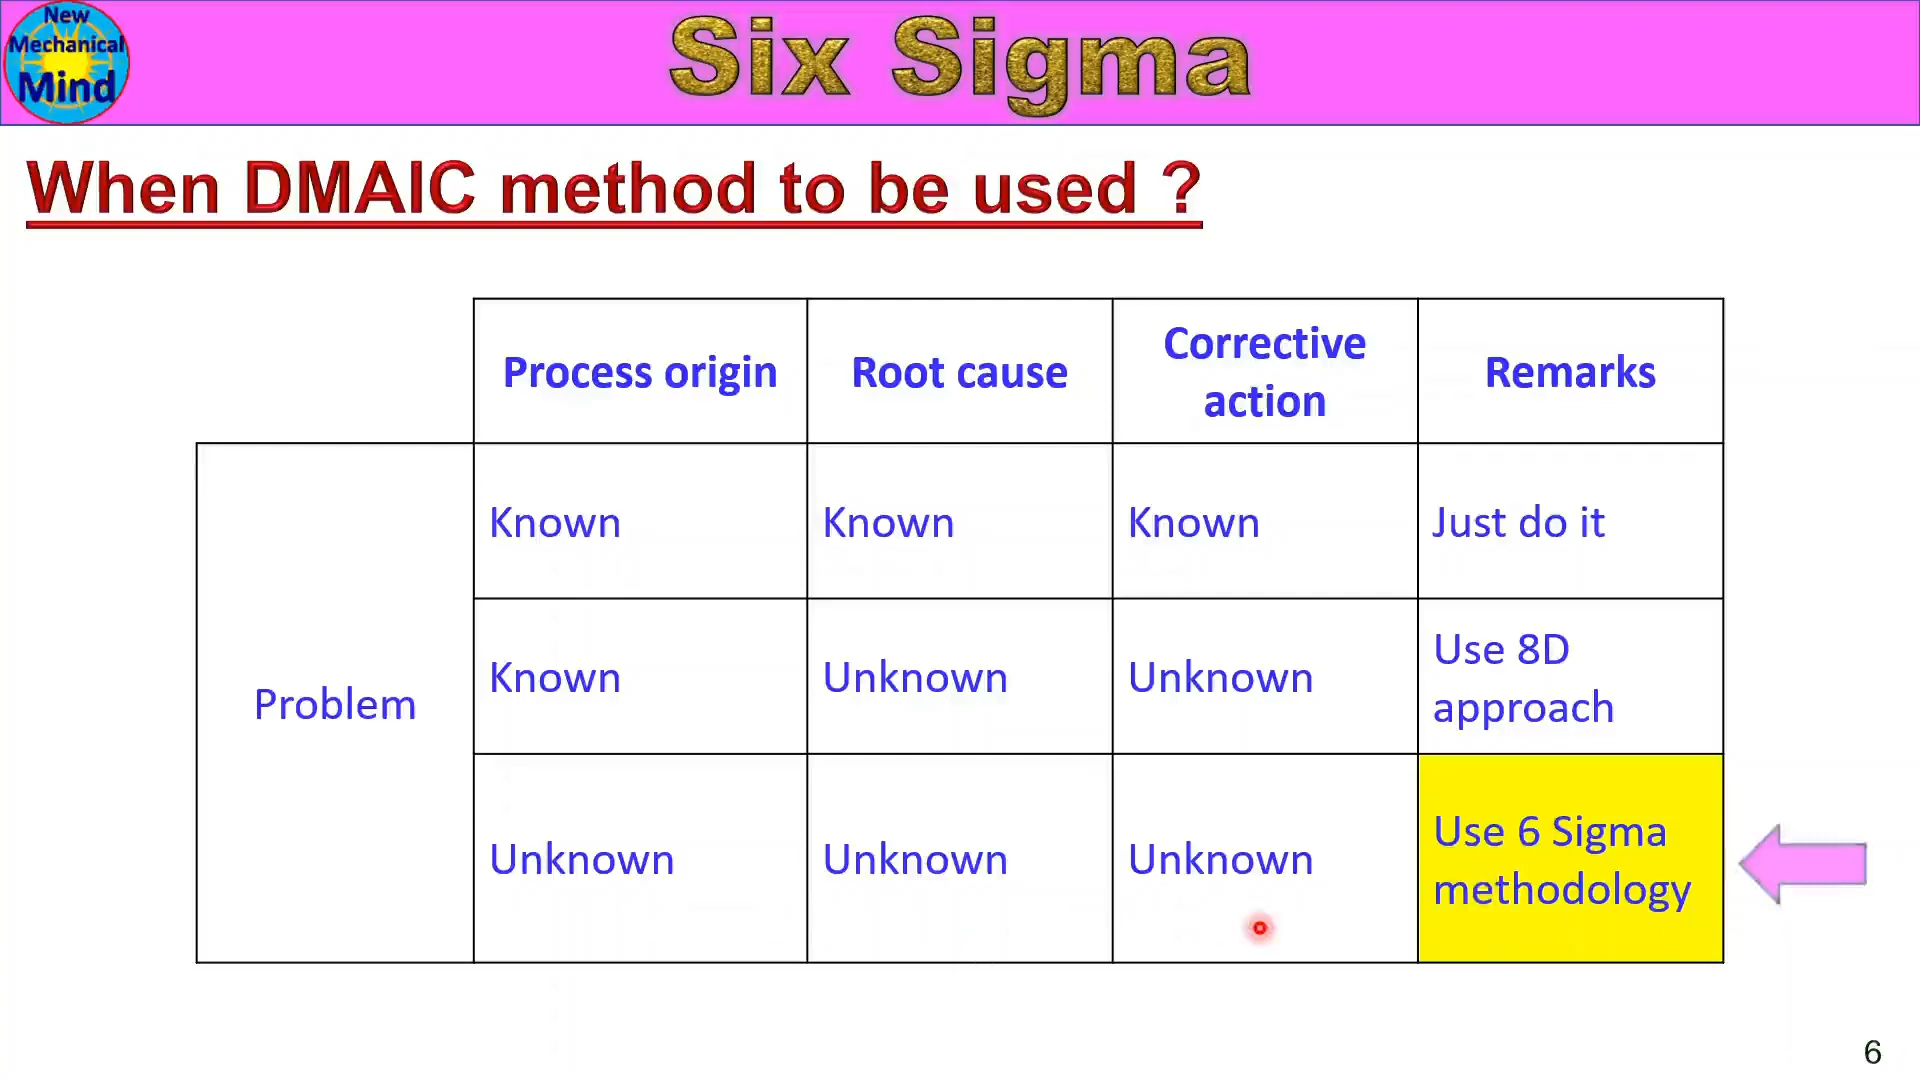 New
Mechanical
Mind
Six Sigma
When DMAIC method to be used ?
Process origin
Root cause
Corrective
action
Remarks
Problem
Known
Known
Known
Just do it
Known
Unknown
Unknown
Use 8D
approach
Unknown
Unknown
Unknown
Use 6 Sigma
methodology
6